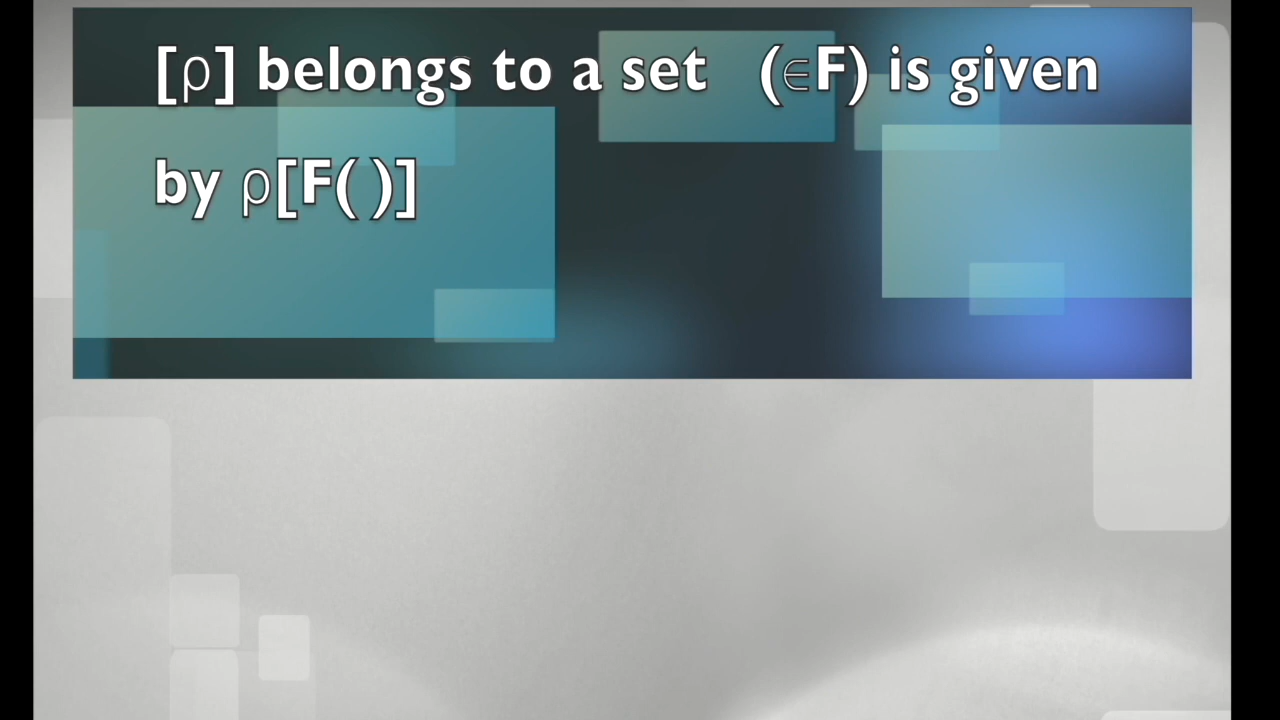 [ρ] belongs to a set (∈F) is given
by ρ[F( )]